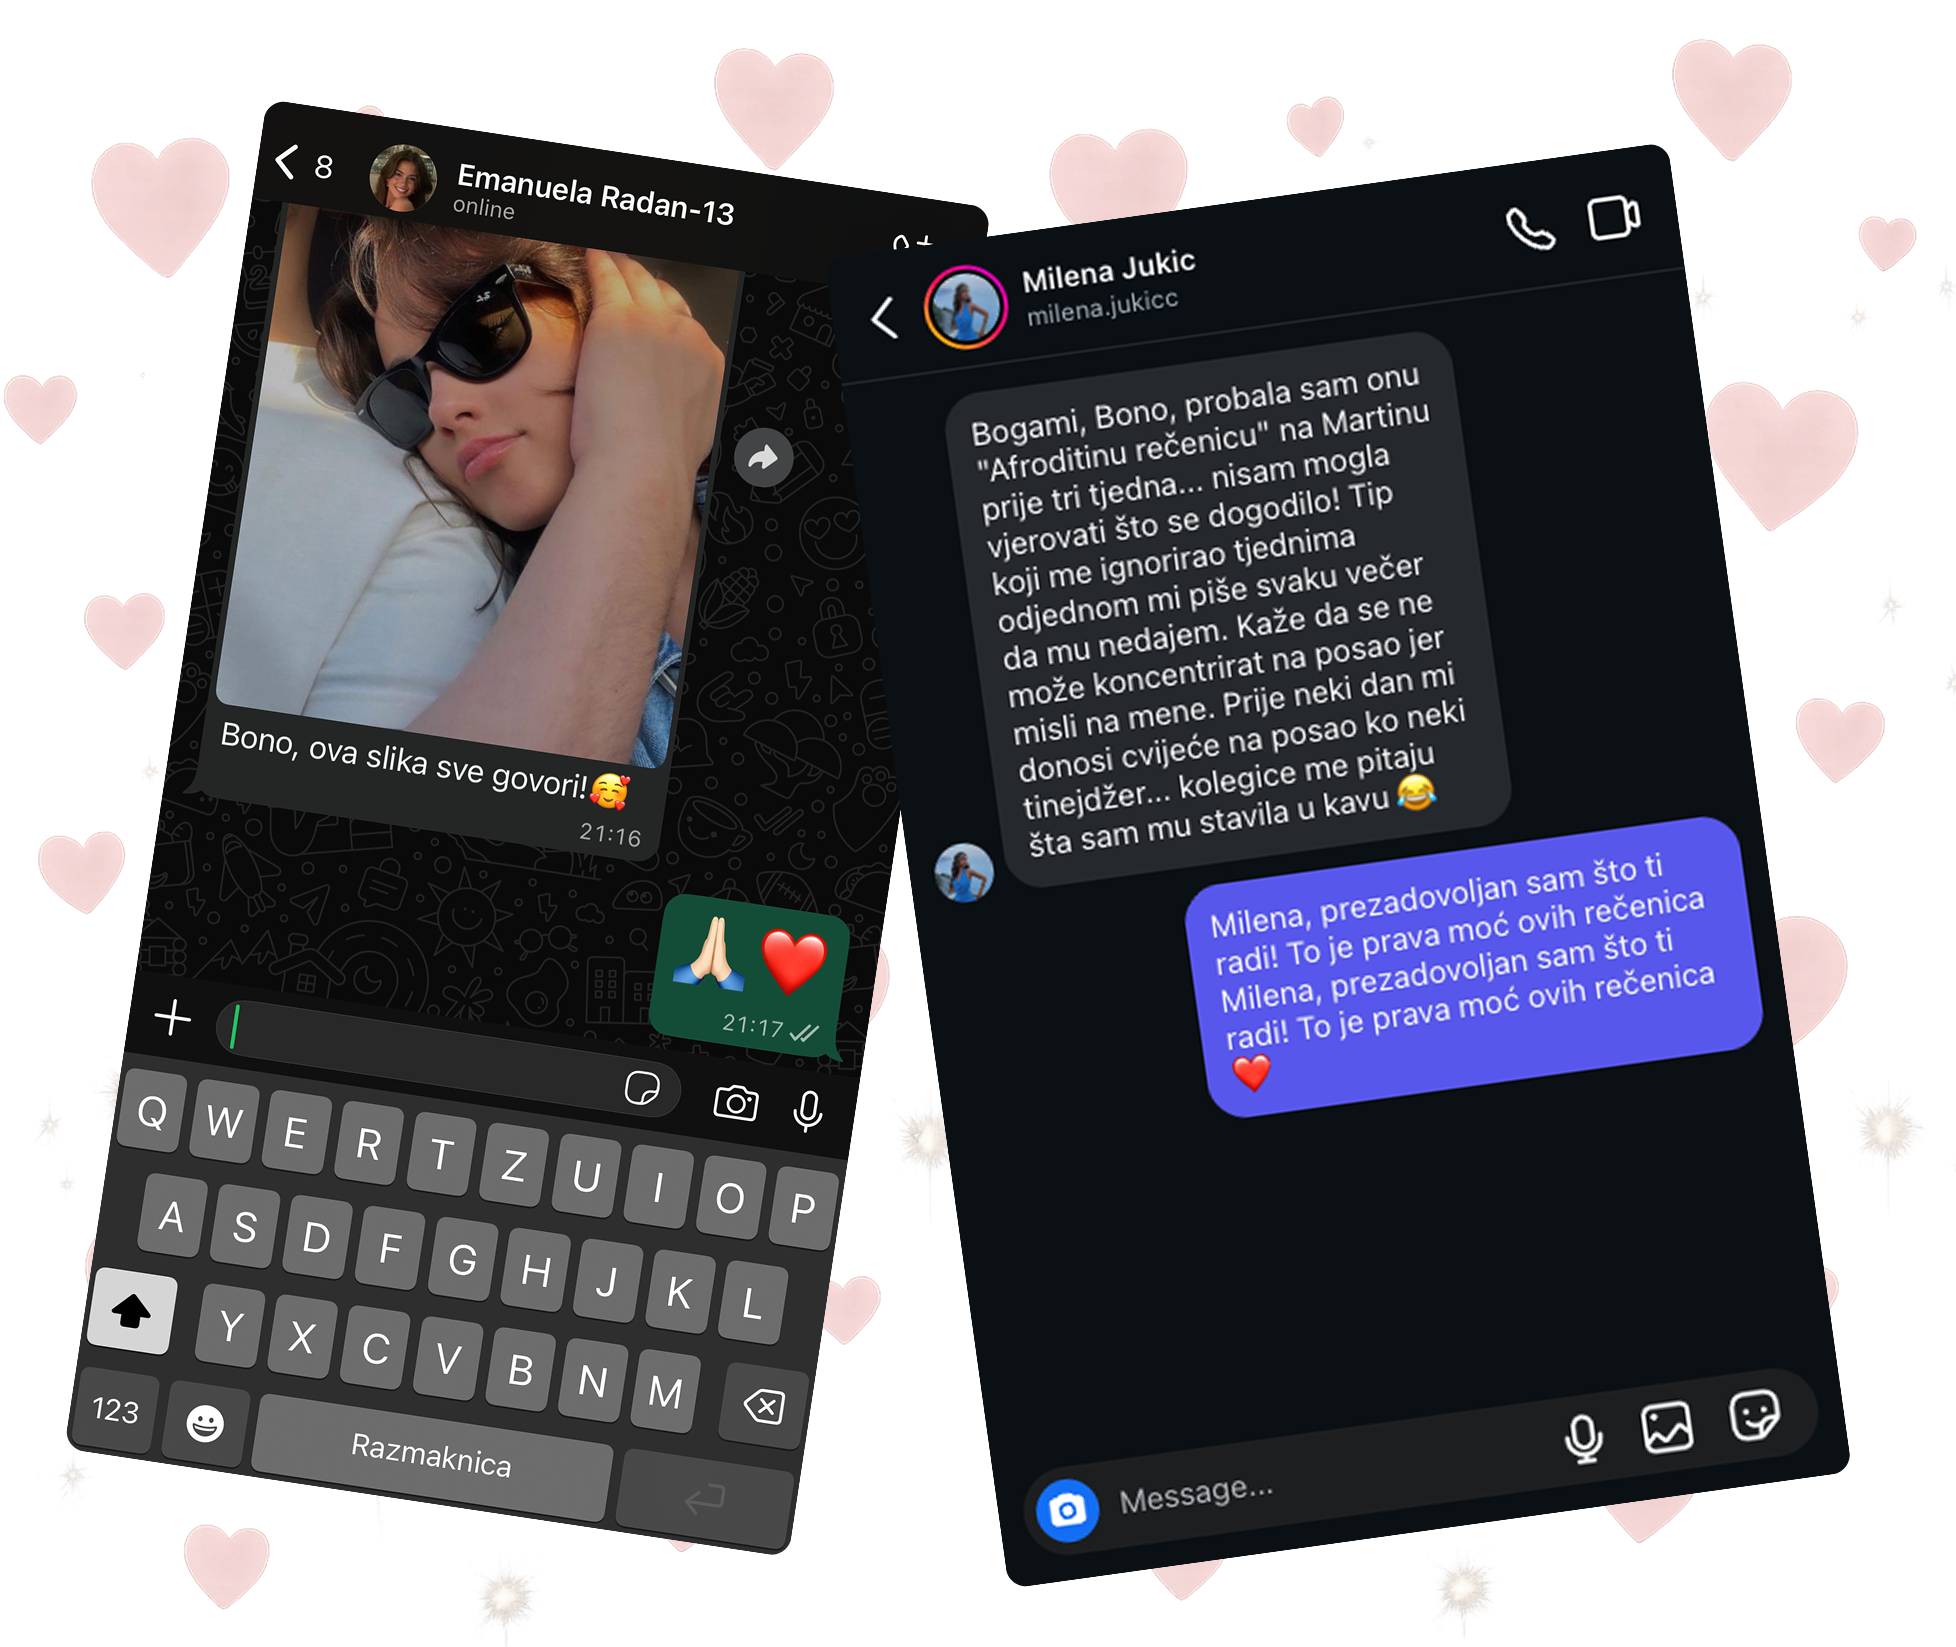 8
Emanuela Radan-13
online
Bono, ova slika sve govori!🥰
21:16
🙏🏻 ❤️
21:17
Q W E R T Z U I O P
A S D F G H J K L
Y X C V B N M
123
Razmaknica
Milena Jukic
milena.jukicc
Bogami, Bono, probala sam onu
"Afroditinu rečenicu" na Martinu
prije tri tjedna... nisam mogla
vjerovati što se dogodilo! Tip
koji me ignorirao tjednima
odjednom mi piše svaku večer
da mu nedajem. Kaže da se ne
može koncentrirat na posao jer
misli na mene. Prije neki dan mi
donosi cvijeće na posao ko neki
tinejdžer... kolegice me pitaju
šta sam mu stavila u kavu 😂
Milena, prezadovoljan sam što ti
radi! To je prava moć ovih rečenica
Milena, prezadovoljan sam što ti
radi! To je prava moć ovih rečenica
❤️
Message...